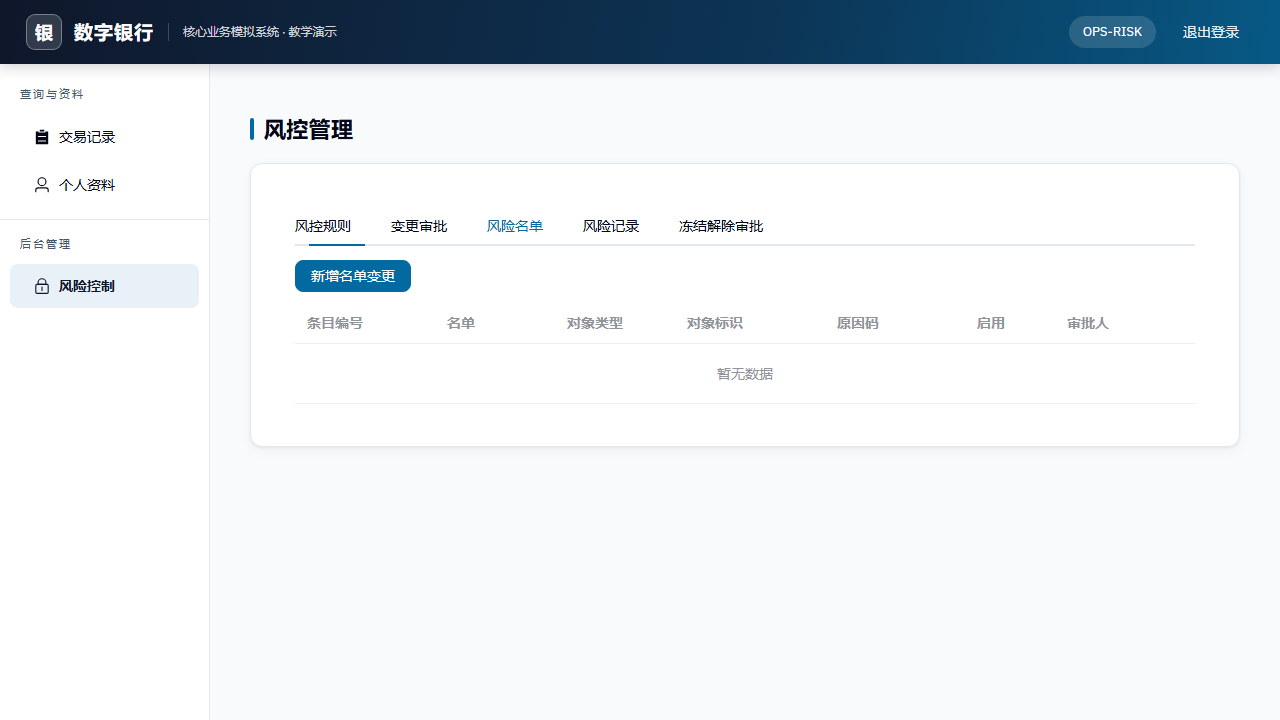 银 数字银行 核心业务模拟系统 · 教学演示 OPS-RISK 退出登录
查询与资料
交易记录
个人资料
后台管理
风险控制
风控管理
风控规则 变更审批 风险名单 风险记录 冻结解除审批
新增名单变更
条目编号 名单 对象类型 对象标识 原因码 启用 审批人
暂无数据